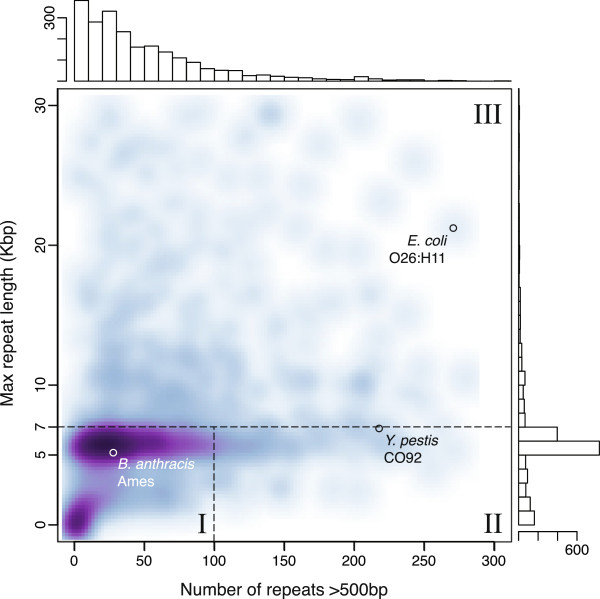 300
30
III
Max repeat length (Kbp)
E. coli
O26:H11
20
10
7
Y. pestis
CO92
5
B. anthracis
Ames
0
I
II
0 50 100 150 200 250 300
600
Number of repeats >500bp